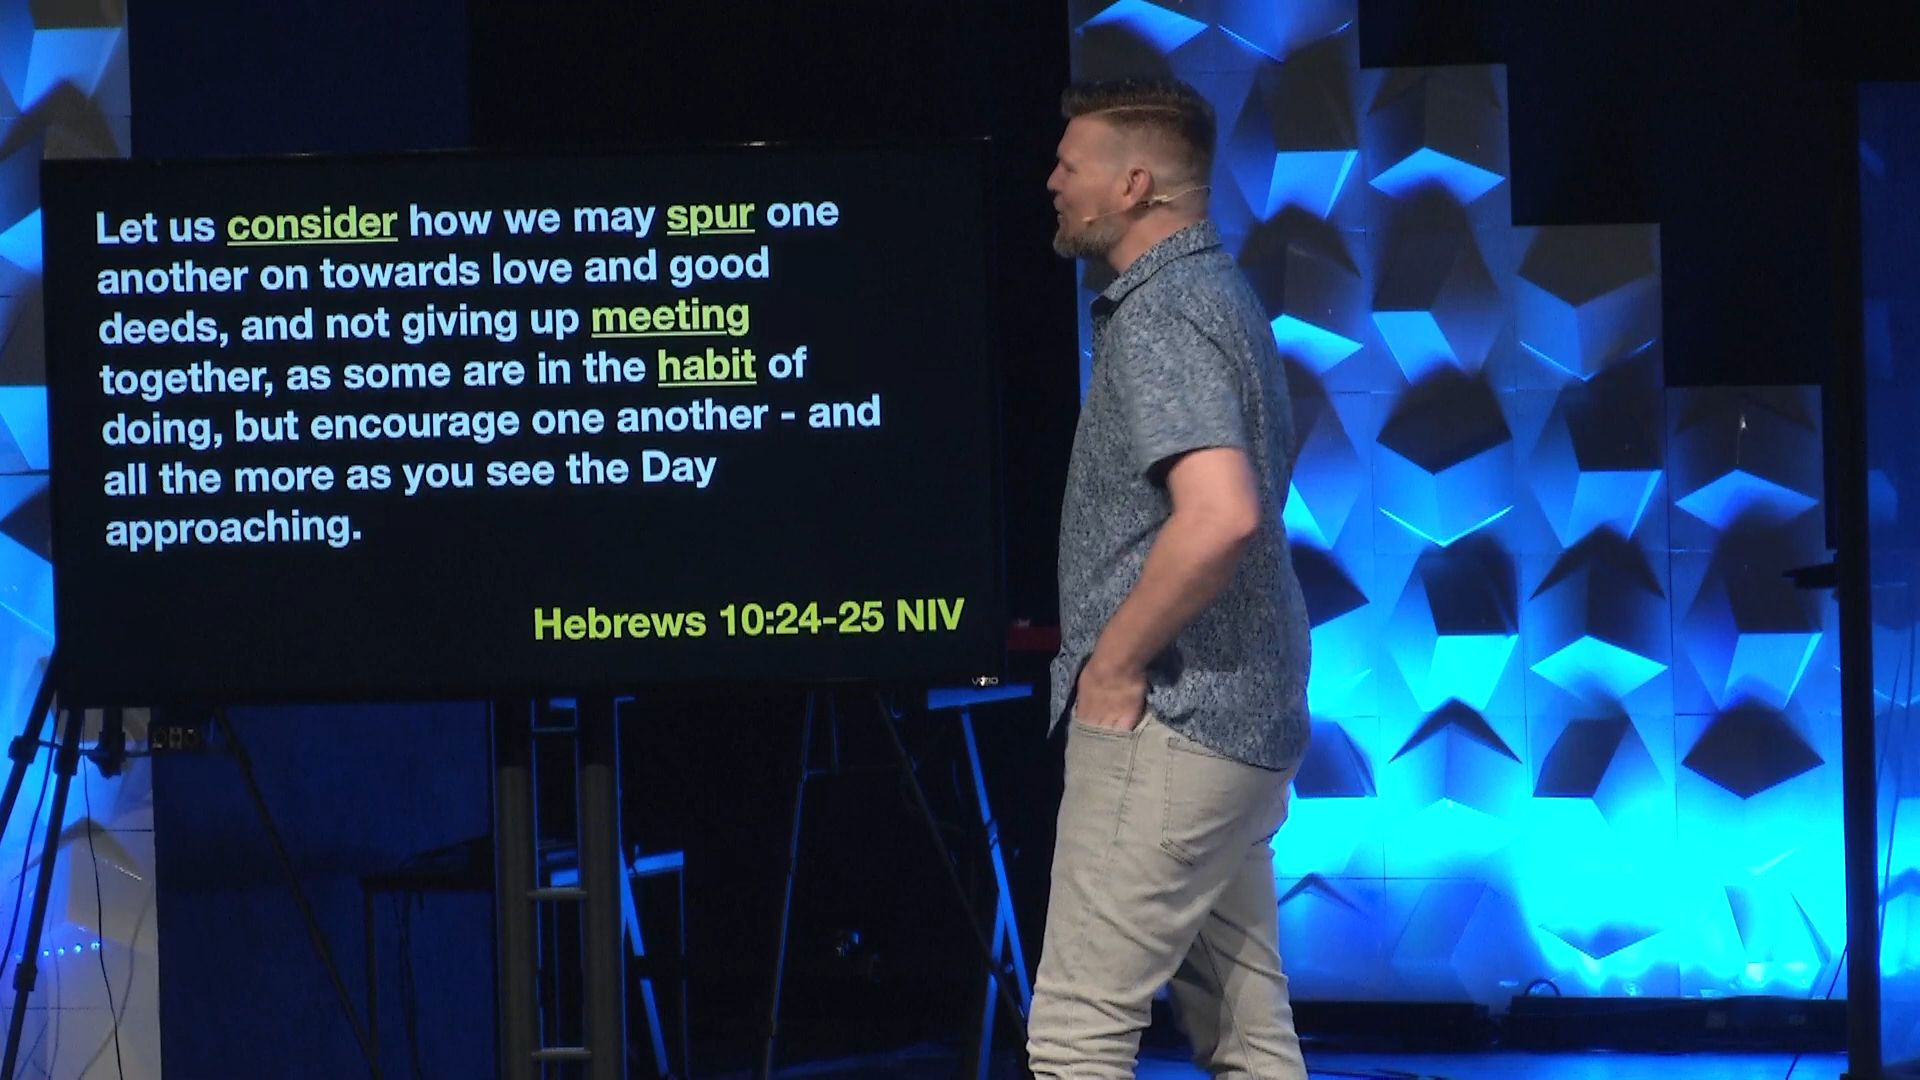 Let us consider how we may spur one
another on towards love and good
deeds, and not giving up meeting
together, as some are in the habit of
doing, but encourage one another - and
all the more as you see the Day
approaching.
Hebrews 10:24-25 NIV
VIZIO